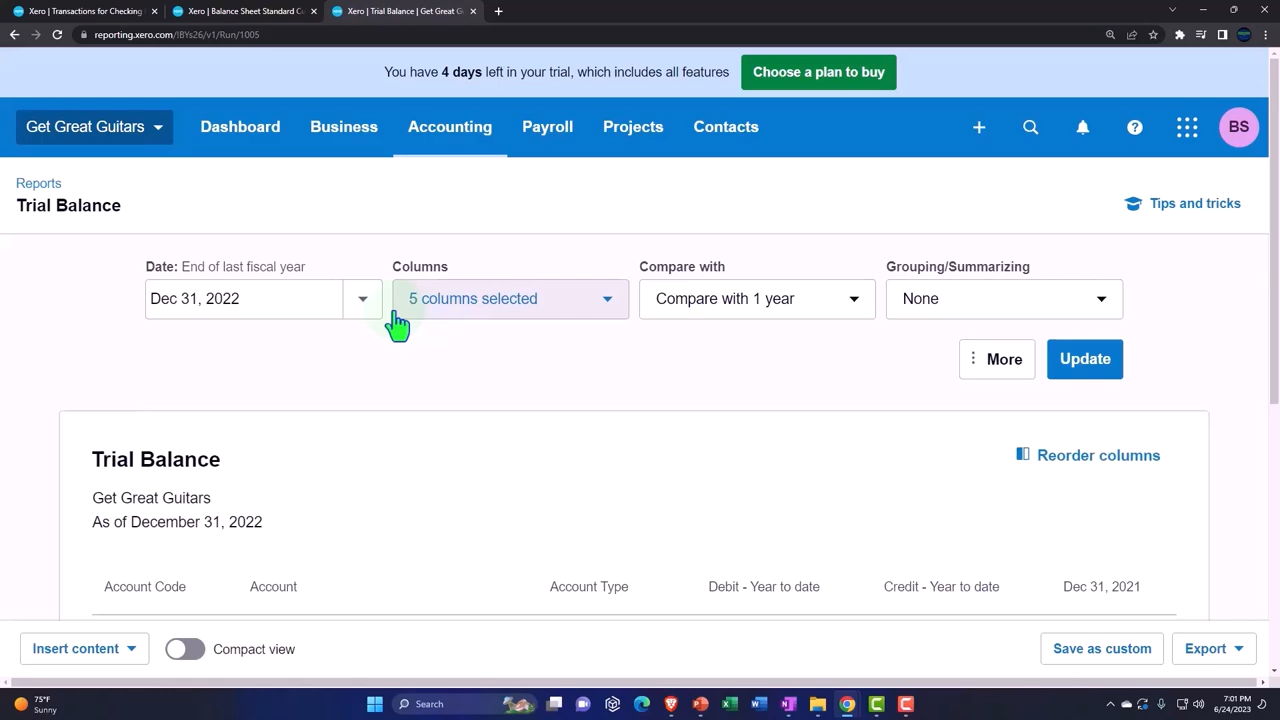 Xero | Transactions for Checking
Xero | Balance Sheet Standard C
Xero | Trial Balance | Get Great G
reporting.xero.com/!BYs26/v1/Run/1005
You have 4 days left in your trial, which includes all features
Choose a plan to buy
Get Great Guitars
Dashboard
Business
Accounting
Payroll
Projects
Contacts
BS
Reports
Trial Balance
Tips and tricks
Date: End of last fiscal year
Columns
Compare with
Grouping/Summarizing
Dec 31, 2022
5 columns selected
Compare with 1 year
None
More
Update
Trial Balance
Reorder columns
Get Great Guitars
As of December 31, 2022
Account Code
Account
Account Type
Debit - Year to date
Credit - Year to date
Dec 31, 2021
Insert content
Compact view
Save as custom
Export
75°F
Sunny
Search
7:01 PM
6/24/2023